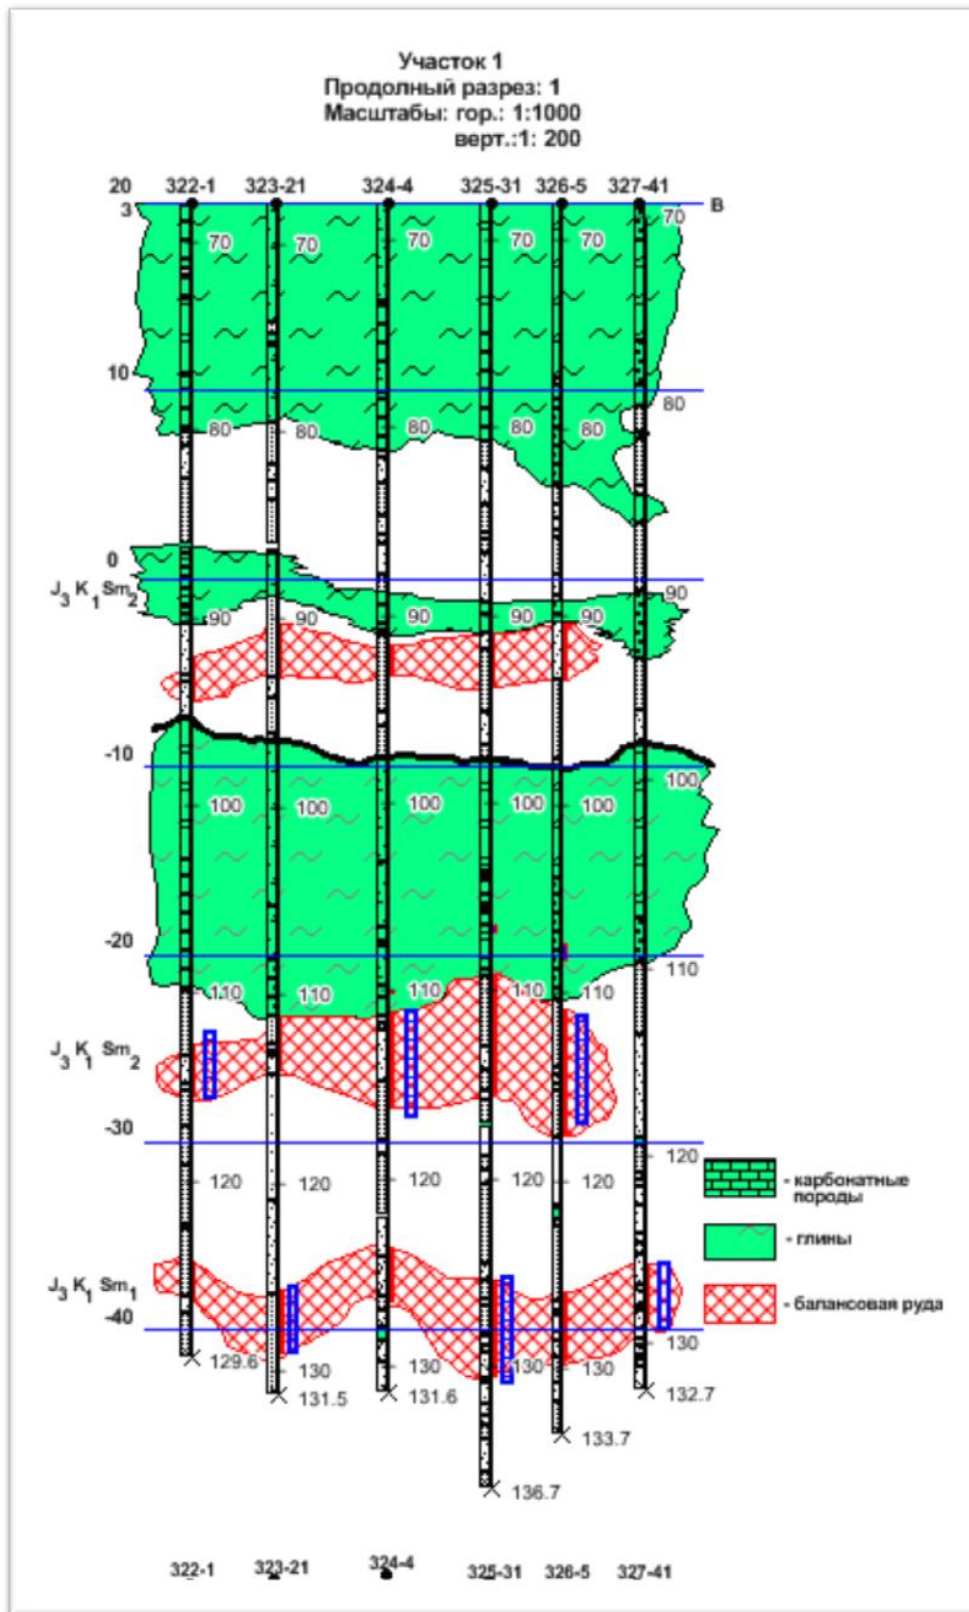 Участок 1
Продолный разрез: 1
Масштабы: гор.: 1:1000
верт.:1: 200
20 322-1 323-21 324-4 325-31 326-5 327-41
3 В
70
70 70 70 70 70
10
80
80 80 80 80 80
0
J3 K1 Sm2
90
90 90 90 90 90
-10
100
100 100 100 100 100
-20
110
110 110 110 110 110
J3 K1 Sm2
-30
120
120 120 120 120 120
- карбонатные
породы
- глины
J3 K1 Sm1
- балансовая руда
-40
130
130 130 130 130
129.6 131.5 131.6 132.7
133.7
136.7
322-1 323-21 324-4 325-31 326-5 327-41